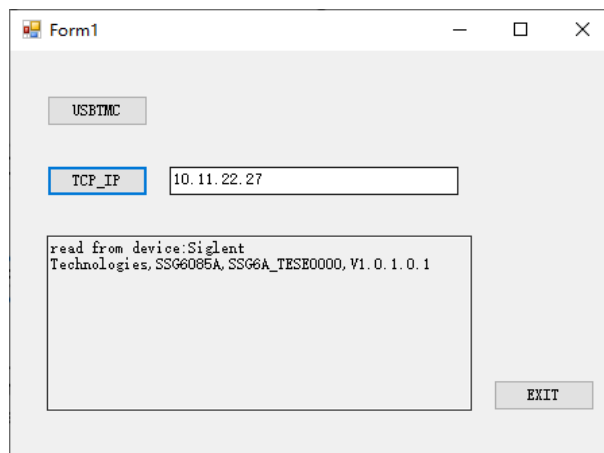 Form1
USBTMC
TCP_IP 10.11.22.27
read from device:Siglent
Technologies,SSG6085A,SSG6A_TESE0000,V1.0.1.0.1
EXIT